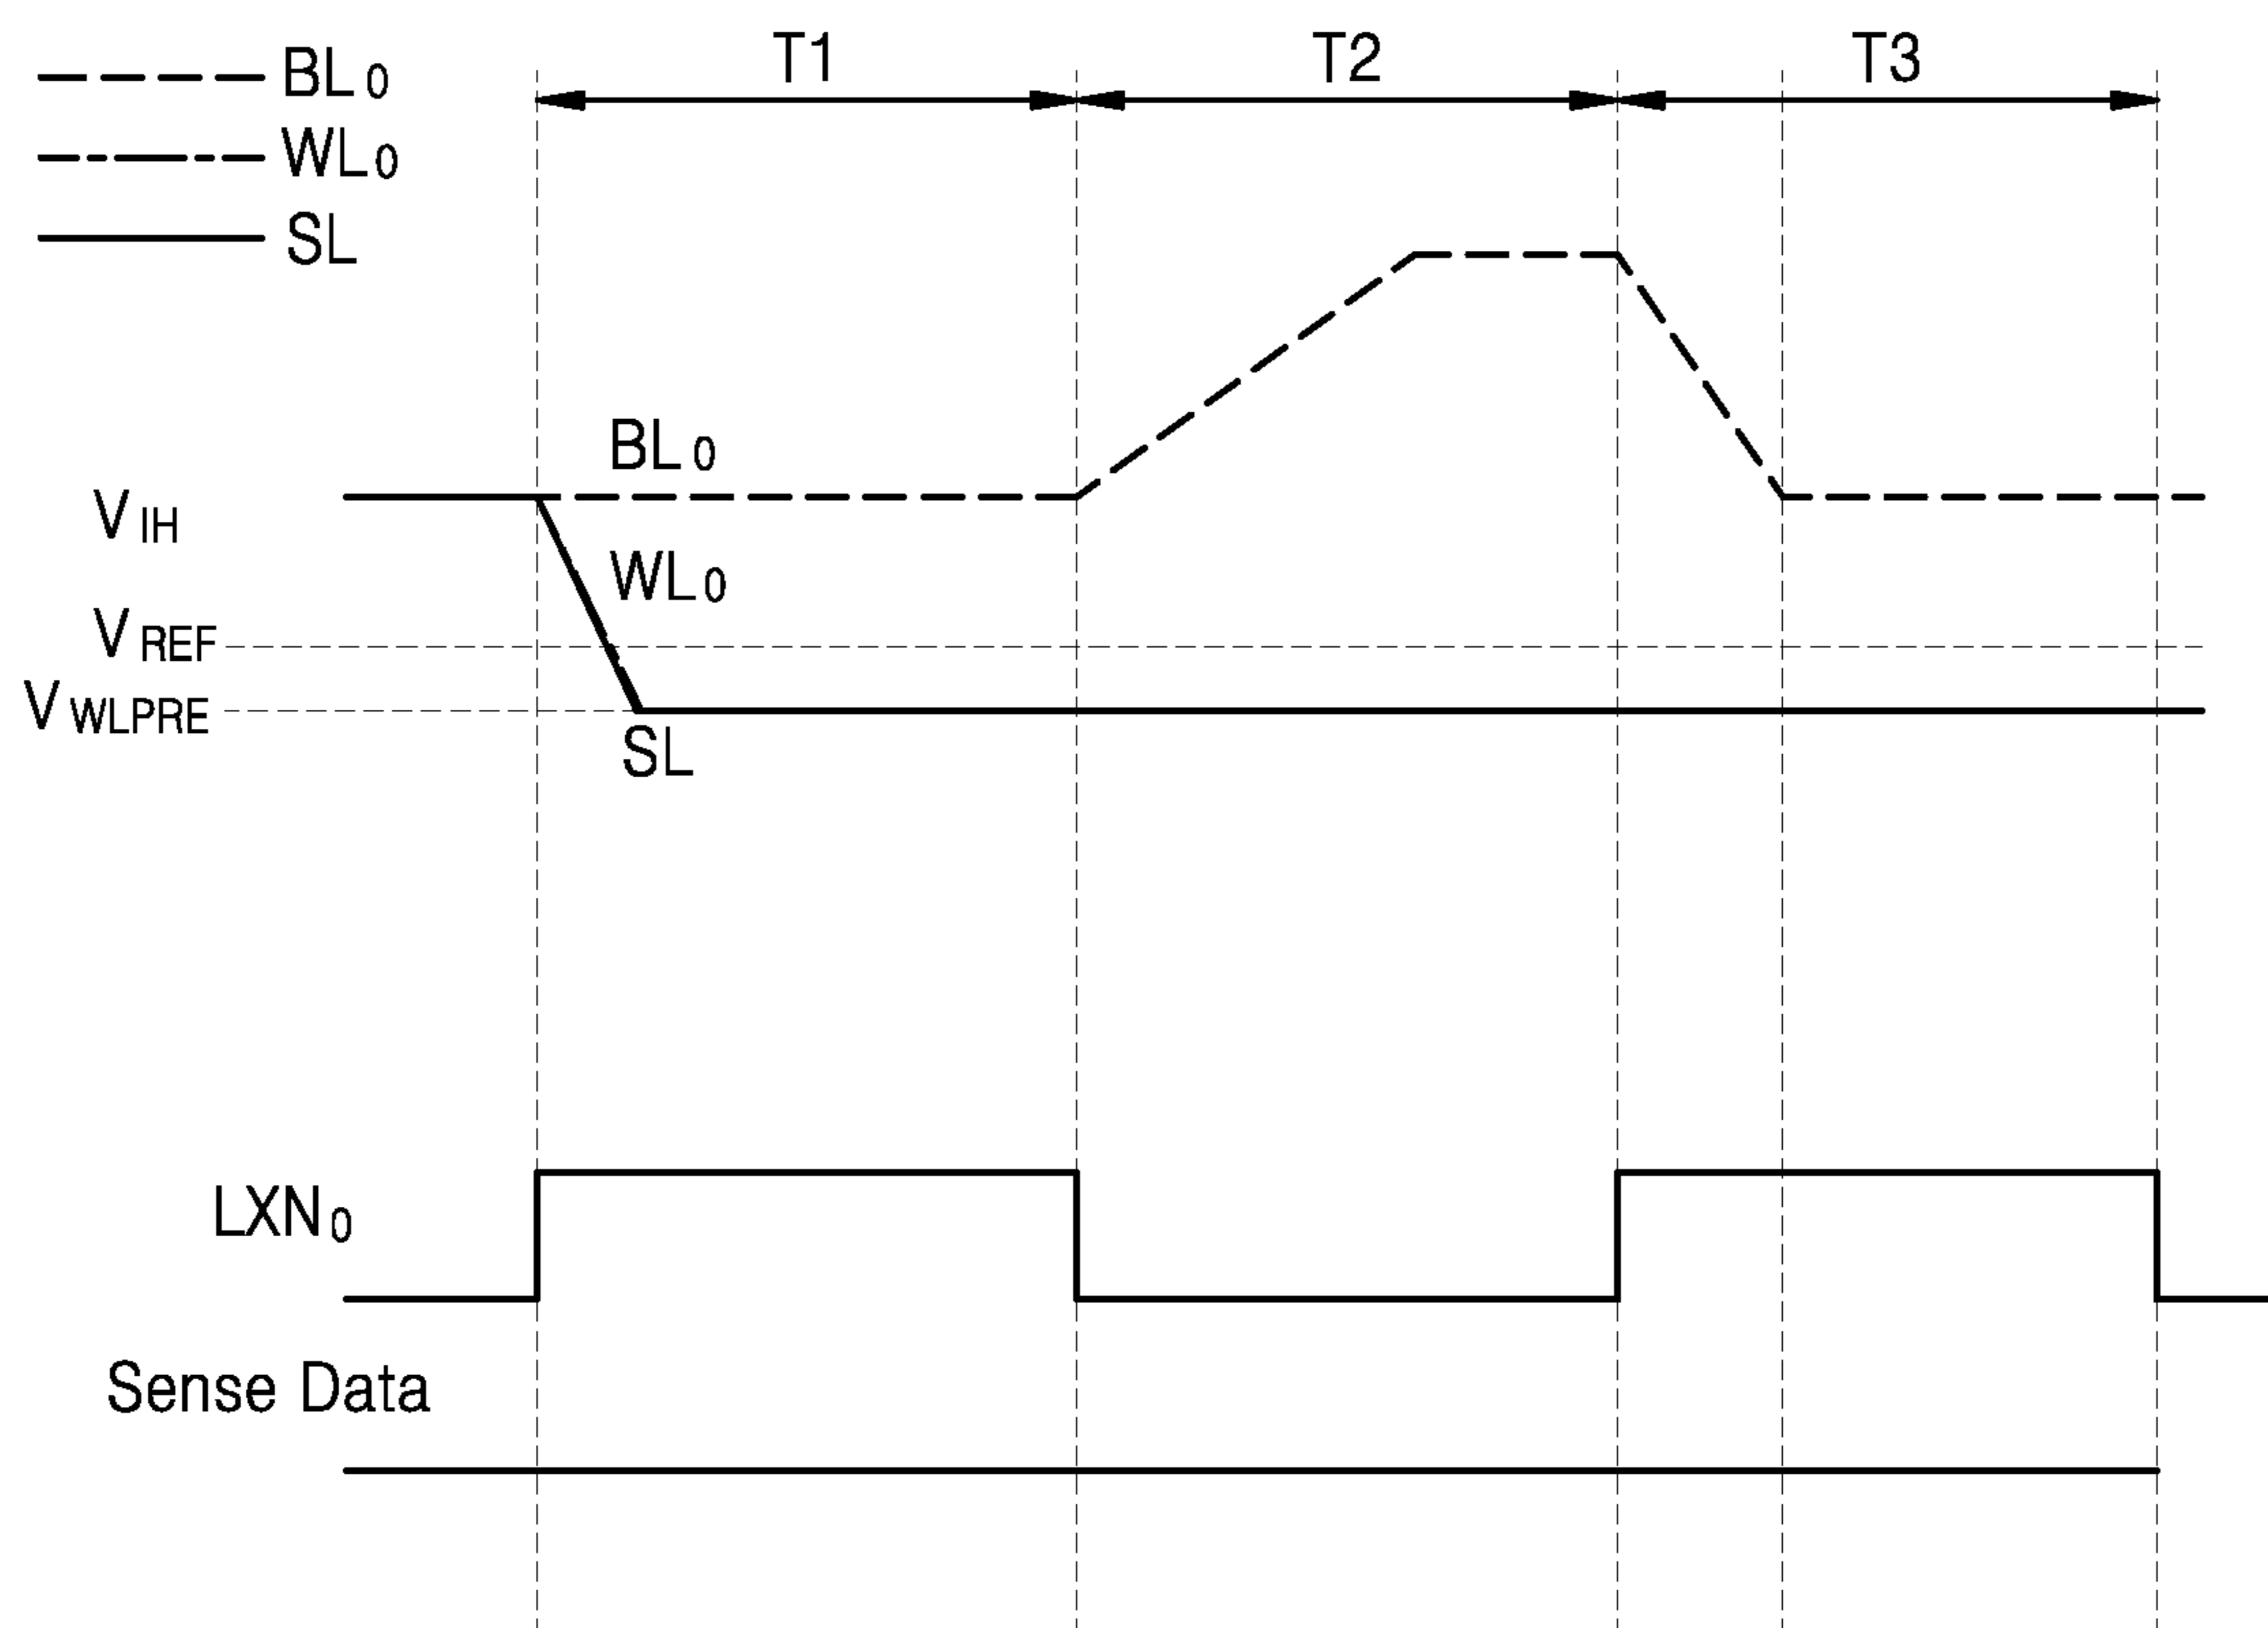 T1 T2 T3
BL0
WL0
SL
BL0
VIH
WL0
VREF
VWLPRE
SL
LXN0
Sense Data